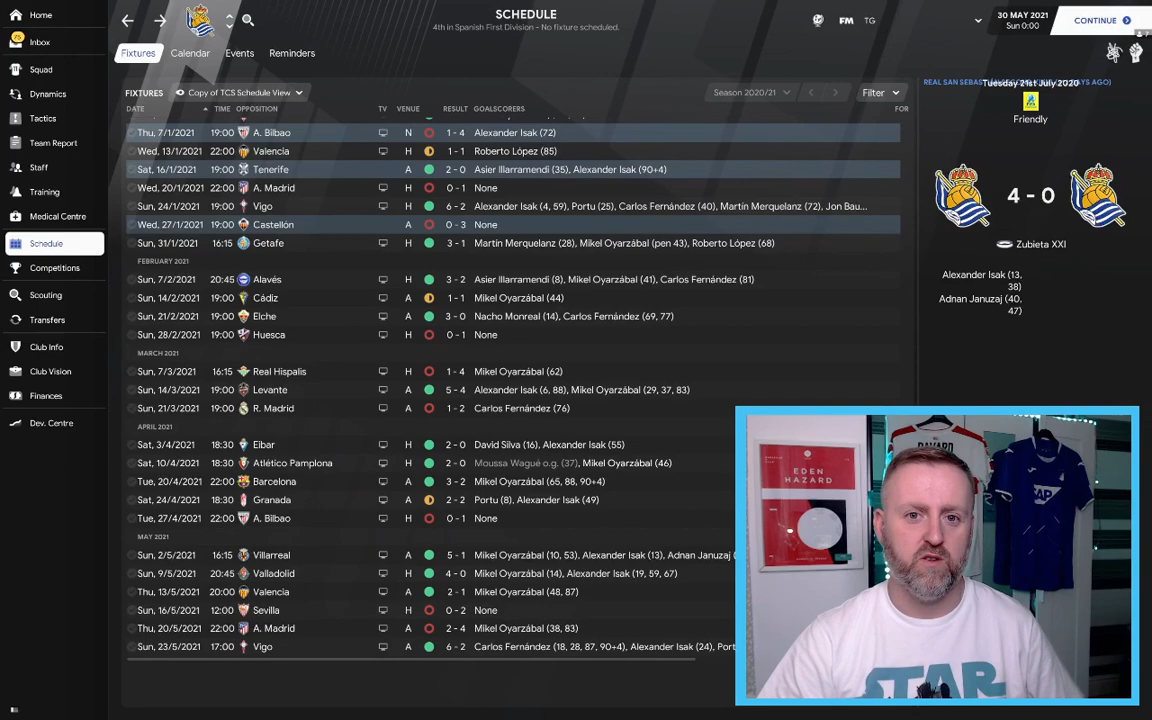 Home
SCHEDULE
4th in Spanish First Division - No fixture scheduled.
FM TG
30 MAY 2021
Sun 0:00
CONTINUE
75
Inbox
Squad
Dynamics
Tactics
Team Report
Staff
Training
Medical Centre
Schedule
Competitions
Scouting
Transfers
Club Info
Club Vision
Finances
Dev. Centre
Fixtures Calendar Events Reminders
FIXTURES Copy of TCS Schedule View Season 2020/21 Filter
DATE TIME OPPOSITION TV VENUE RESULT GOALSCORERS FOR
Thu, 7/1/2021 19:00 A. Bilbao N 1 - 4 Alexander Isak (72)
Wed, 13/1/2021 22:00 Valencia H 1 - 1 Roberto López (85)
Sat, 16/1/2021 19:00 Tenerife A 2 - 0 Asier Illarramendi (35), Alexander Isak (90+4)
Wed, 20/1/2021 22:00 A. Madrid H 0 - 1 None
Sun, 24/1/2021 19:00 Vigo H 6 - 2 Alexander Isak (4, 59), Portu (25), Carlos Fernández (40), Martín Merquelanz (72), Jon Bau...
Wed, 27/1/2021 19:00 Castellón A 0 - 3 None
Sun, 31/1/2021 16:15 Getafe H 3 - 1 Martín Merquelanz (28), Mikel Oyarzábal (pen 43), Roberto López (68)
FEBRUARY 2021
Sun, 7/2/2021 20:45 Alavés H 3 - 2 Asier Illarramendi (8), Mikel Oyarzábal (41), Carlos Fernández (81)
Sun, 14/2/2021 19:00 Cádiz A 1 - 1 Mikel Oyarzábal (44)
Sun, 21/2/2021 19:00 Elche A 3 - 0 Nacho Monreal (14), Carlos Fernández (69, 77)
Sun, 28/2/2021 19:00 Huesca H 0 - 1 None
MARCH 2021
Sun, 7/3/2021 16:15 Real Hispalis H 1 - 4 Mikel Oyarzábal (62)
Sun, 14/3/2021 19:00 Levante A 5 - 4 Alexander Isak (6, 88), Mikel Oyarzábal (29, 37, 83)
Sun, 21/3/2021 19:00 R. Madrid A 1 - 2 Carlos Fernández (76)
APRIL 2021
Sat, 3/4/2021 18:30 Eibar H 2 - 0 David Silva (16), Alexander Isak (55)
Sat, 10/4/2021 18:30 Atlético Pamplona H 2 - 0 Moussa Wagué o.g. (37), Mikel Oyarzábal (46)
Tue, 20/4/2021 22:00 Barcelona H 3 - 2 Mikel Oyarzábal (65, 88, 90+4)
Sat, 24/4/2021 18:30 Granada A 2 - 2 Portu (8), Alexander Isak (49)
Tue, 27/4/2021 22:00 A. Bilbao H 0 - 1 None
MAY 2021
Sun, 2/5/2021 16:15 Villarreal A 5 - 1 Mikel Oyarzábal (10, 53), Alexander Isak (13), Adnan Januzaj (
Sun, 9/5/2021 20:45 Valladolid H 4 - 0 Mikel Oyarzábal (14), Alexander Isak (19, 59, 67)
Thu, 13/5/2021 20:00 Valencia A 2 - 1 Mikel Oyarzábal (48, 87)
Sun, 16/5/2021 12:00 Sevilla H 0 - 2 None
Thu, 20/5/2021 22:00 A. Madrid A 2 - 4 Mikel Oyarzábal (38, 83)
Sun, 23/5/2021 17:00 Vigo A 6 - 2 Carlos Fernández (18, 28, 87, 90+4), Alexander Isak (24), Port
REAL SAN SEBAS
AGO)
Tuesday 21st July 2020
Friendly
4 - 0
Zubieta XXI
Alexander Isak (13,
38)
Adnan Januzaj (40,
47)
EDEN
HAZARD
BAYARD
SAP
STAR